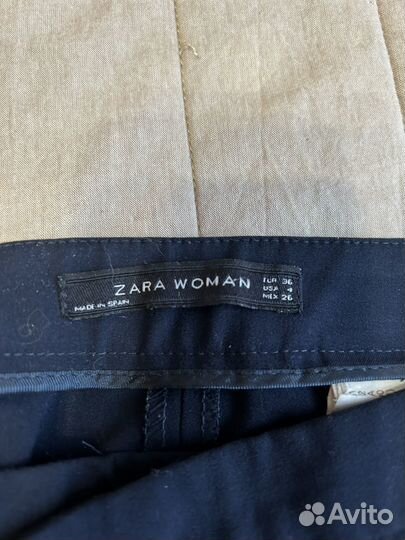 ZARA WOMAN
MADE IN SPAIN
EUR 36
USA 4
MEX 26
Avito